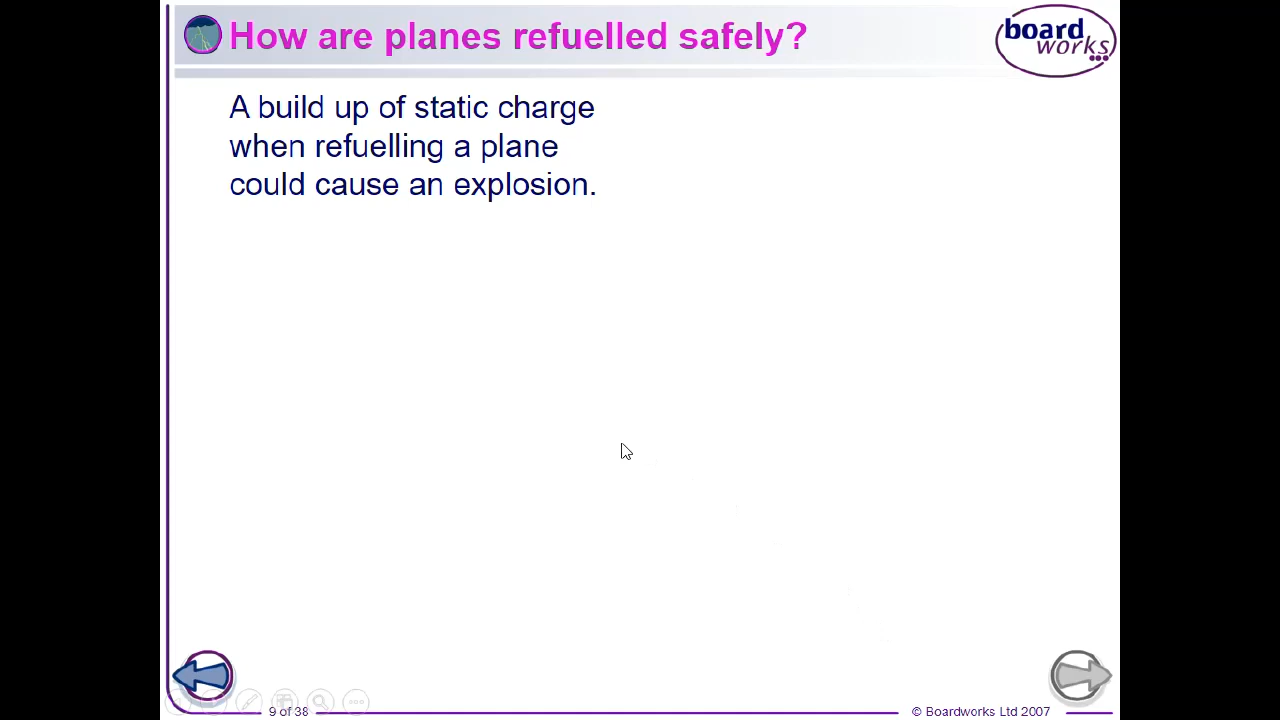 How are planes refuelled safely?
board
works
A build up of static charge
when refuelling a plane
could cause an explosion.
9 of 38
© Boardworks Ltd 2007